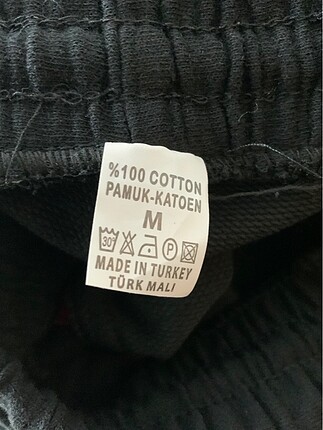 %100 COTTON
PAMUK-KATOEN
M
30° P
MADE IN TURKEY
TÜRK MALI